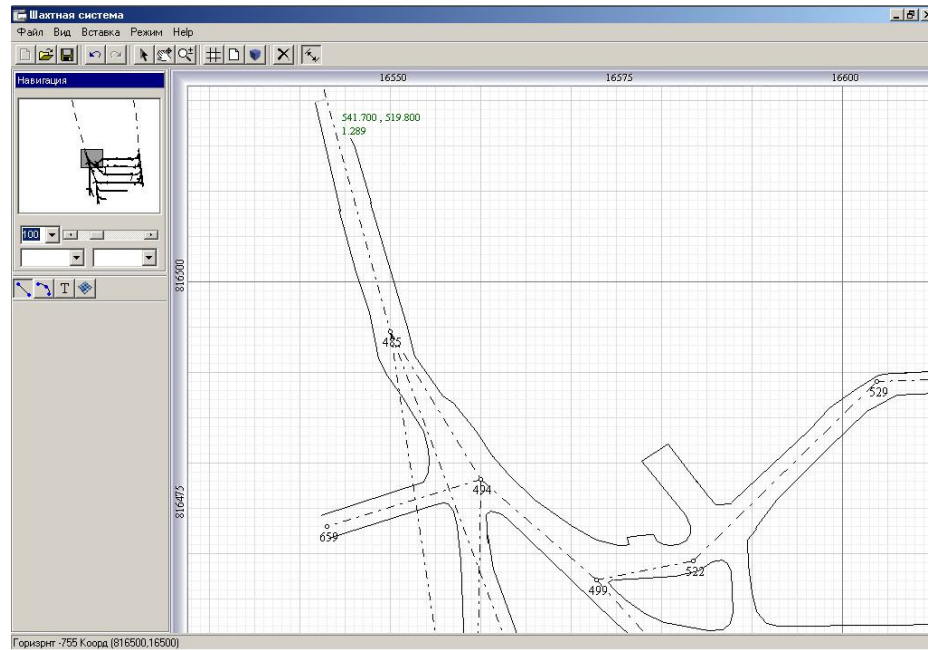 Шахтная система
Файл Вид Вставка Режим Help
Навигация
100
T
16550 16575 16600
541.700 , 519.800
1.289
816500
485
529
816475
494
659
522
499
Горизрнт -755 Коорд (816500,16500)